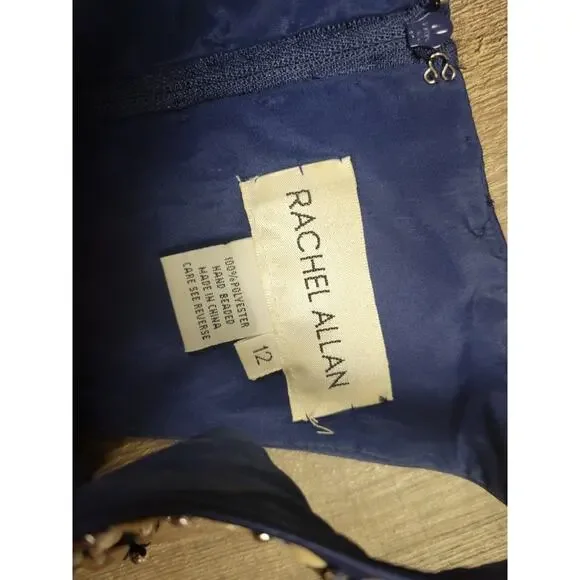 RACHEL ALLAN
12
100% POLYESTER
HAND BEADED
MADE IN CHINA
CARE SEE REVERSE